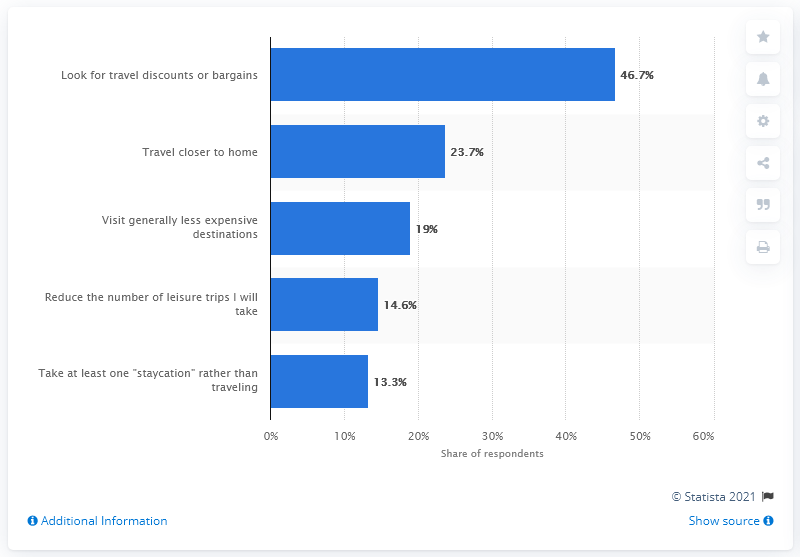 Look for travel discounts or bargains
46.7%
Travel closer to home
23.7%
Visit generally less expensive
destinations
19%
Reduce the number of leisure trips I will
take
14.6%
Take at least one "staycation" rather than
traveling
13.3%
0% 10% 20% 30% 40% 50% 60%
Share of respondents
© Statista 2021
Additional Information
Show source